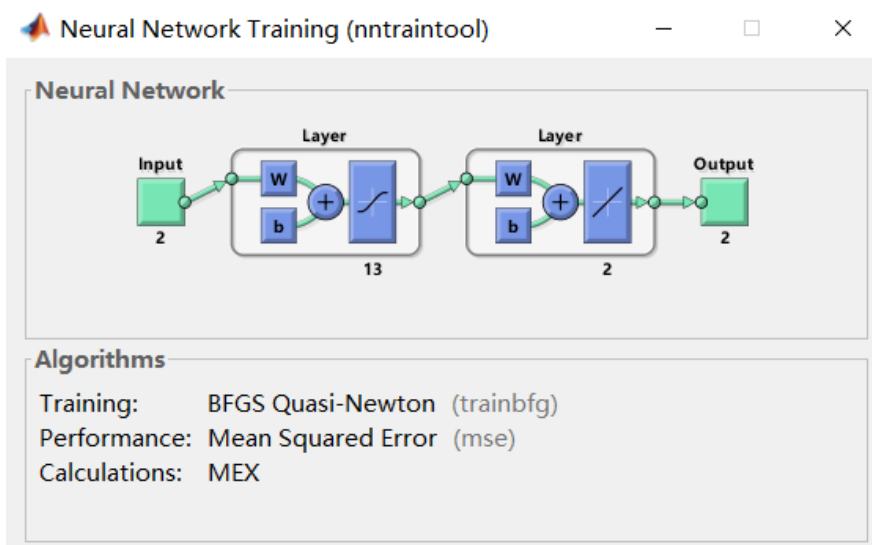 Neural Network Training (nntraintool)
Neural Network
Layer Layer
Input Output
W W
+ +
b b
2 2
13 2
Algorithms
Training: BFGS Quasi-Newton (trainbfg)
Performance: Mean Squared Error (mse)
Calculations: MEX